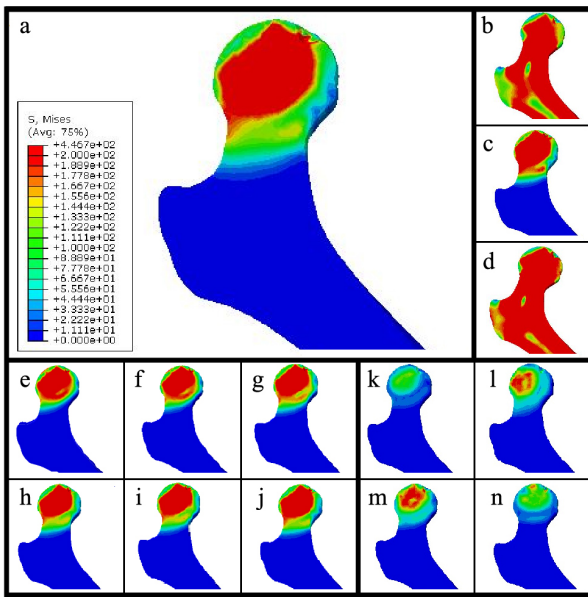 a
b
S, Mises
(Avg: 75%)
+4.467e+02
+2.000e+02
+1.889e+02
+1.778e+02
+1.667e+02
+1.556e+02
+1.444e+02
+1.333e+02
+1.222e+02
+1.111e+02
+1.000e+02
+8.889e+01
+7.778e+01
+6.667e+01
+5.556e+01
+4.444e+01
+3.333e+01
+2.222e+01
+1.111e+01
+0.000e+00
c
d
e
f
g
k
l
h
i
j
m
n